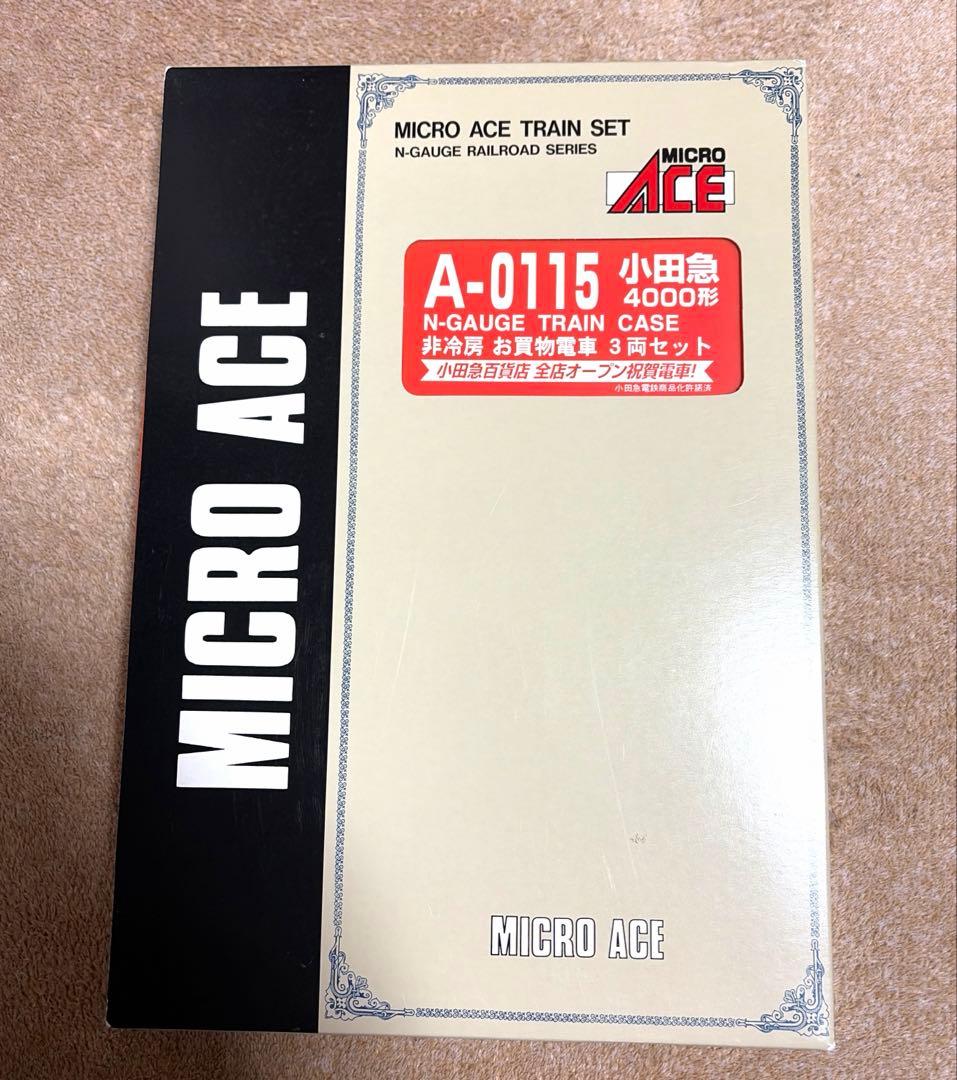 MICRO ACE TRAIN SET
N-GAUGE RAILROAD SERIES
MICRO
ACE
A-0115 小田急
4000形
N-GAUGE TRAIN CASE
非冷房 お買物電車 3両セット
小田急百貨店 全店オープン祝賀電車!
小田急電鉄商品化許諾済
MICRO ACE
MICRO ACE